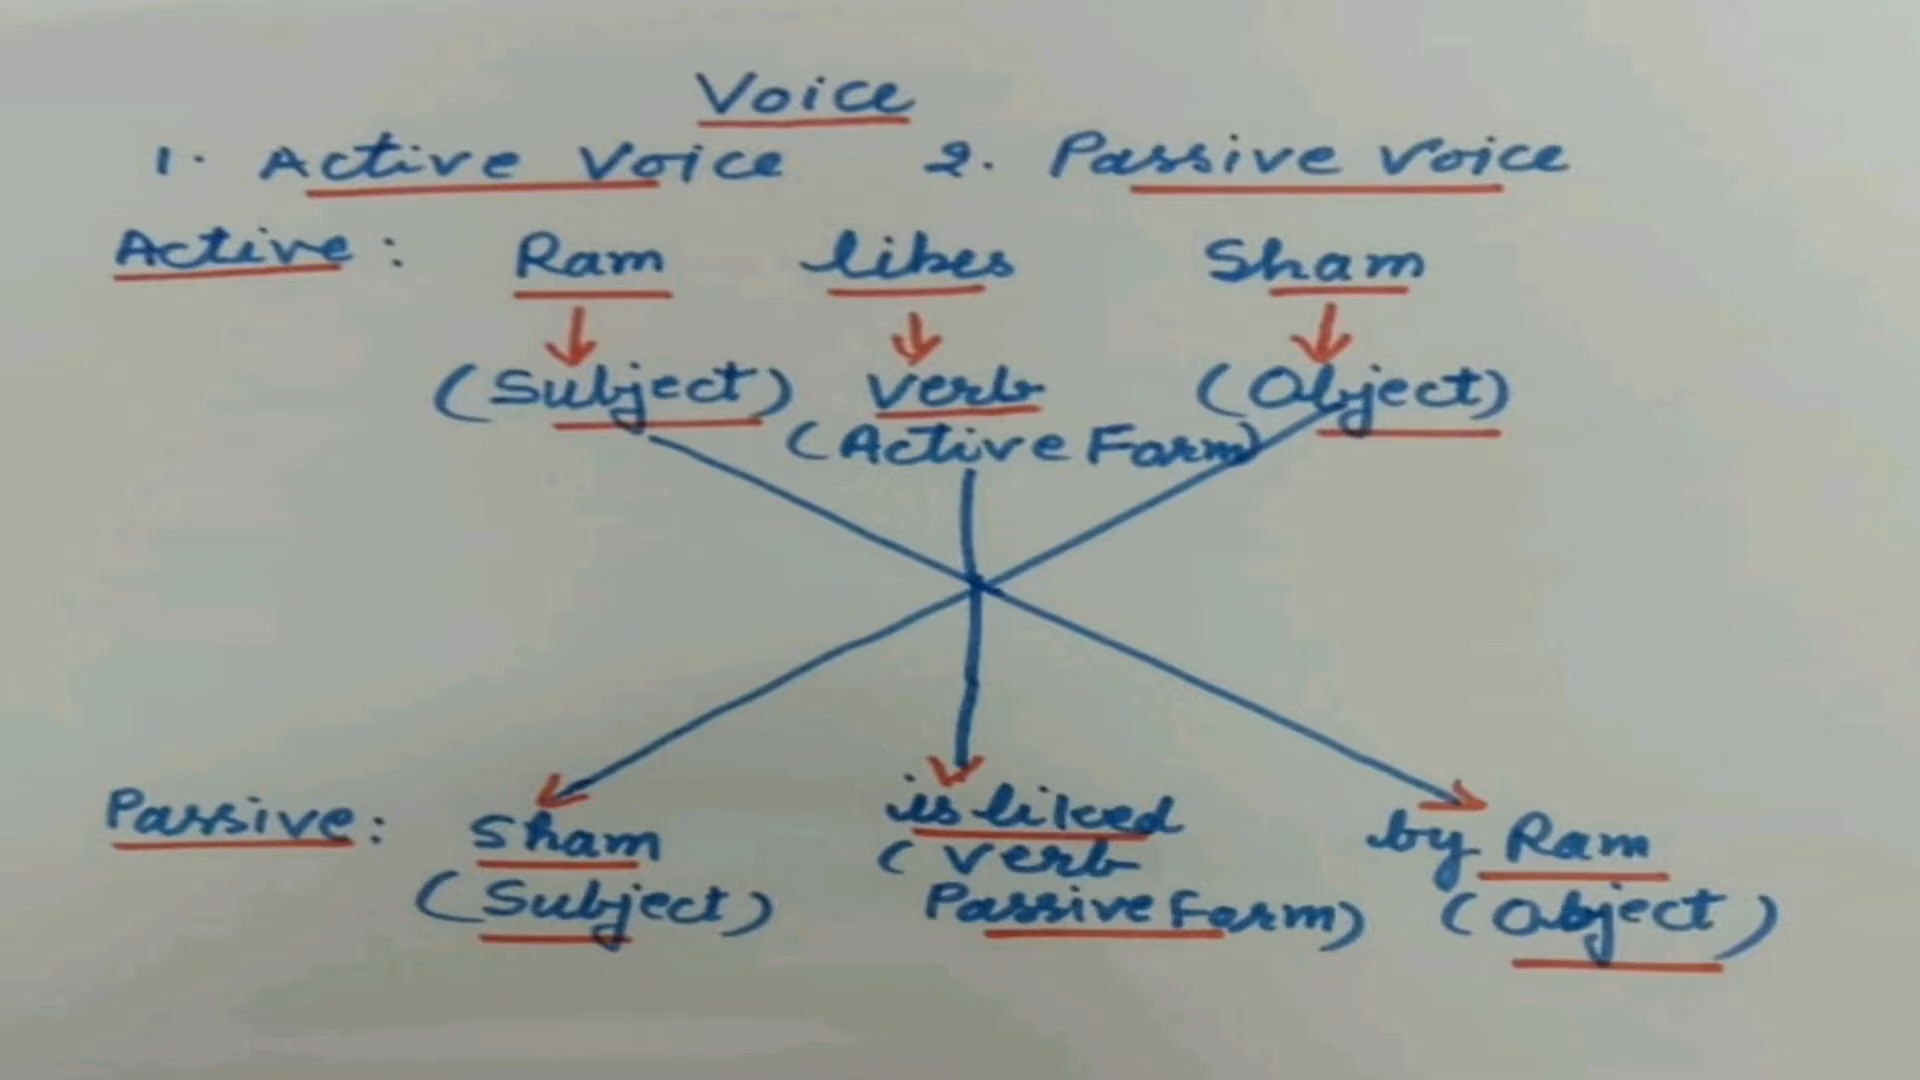 Voice
1. Active Voice 2. Passive Voice
Active: Ram likes Sham
(Subject) Verb (Object)
(Active Form)
Passive: Sham is liked by Ram
(Subject) (Verb Passive Form) (Object)